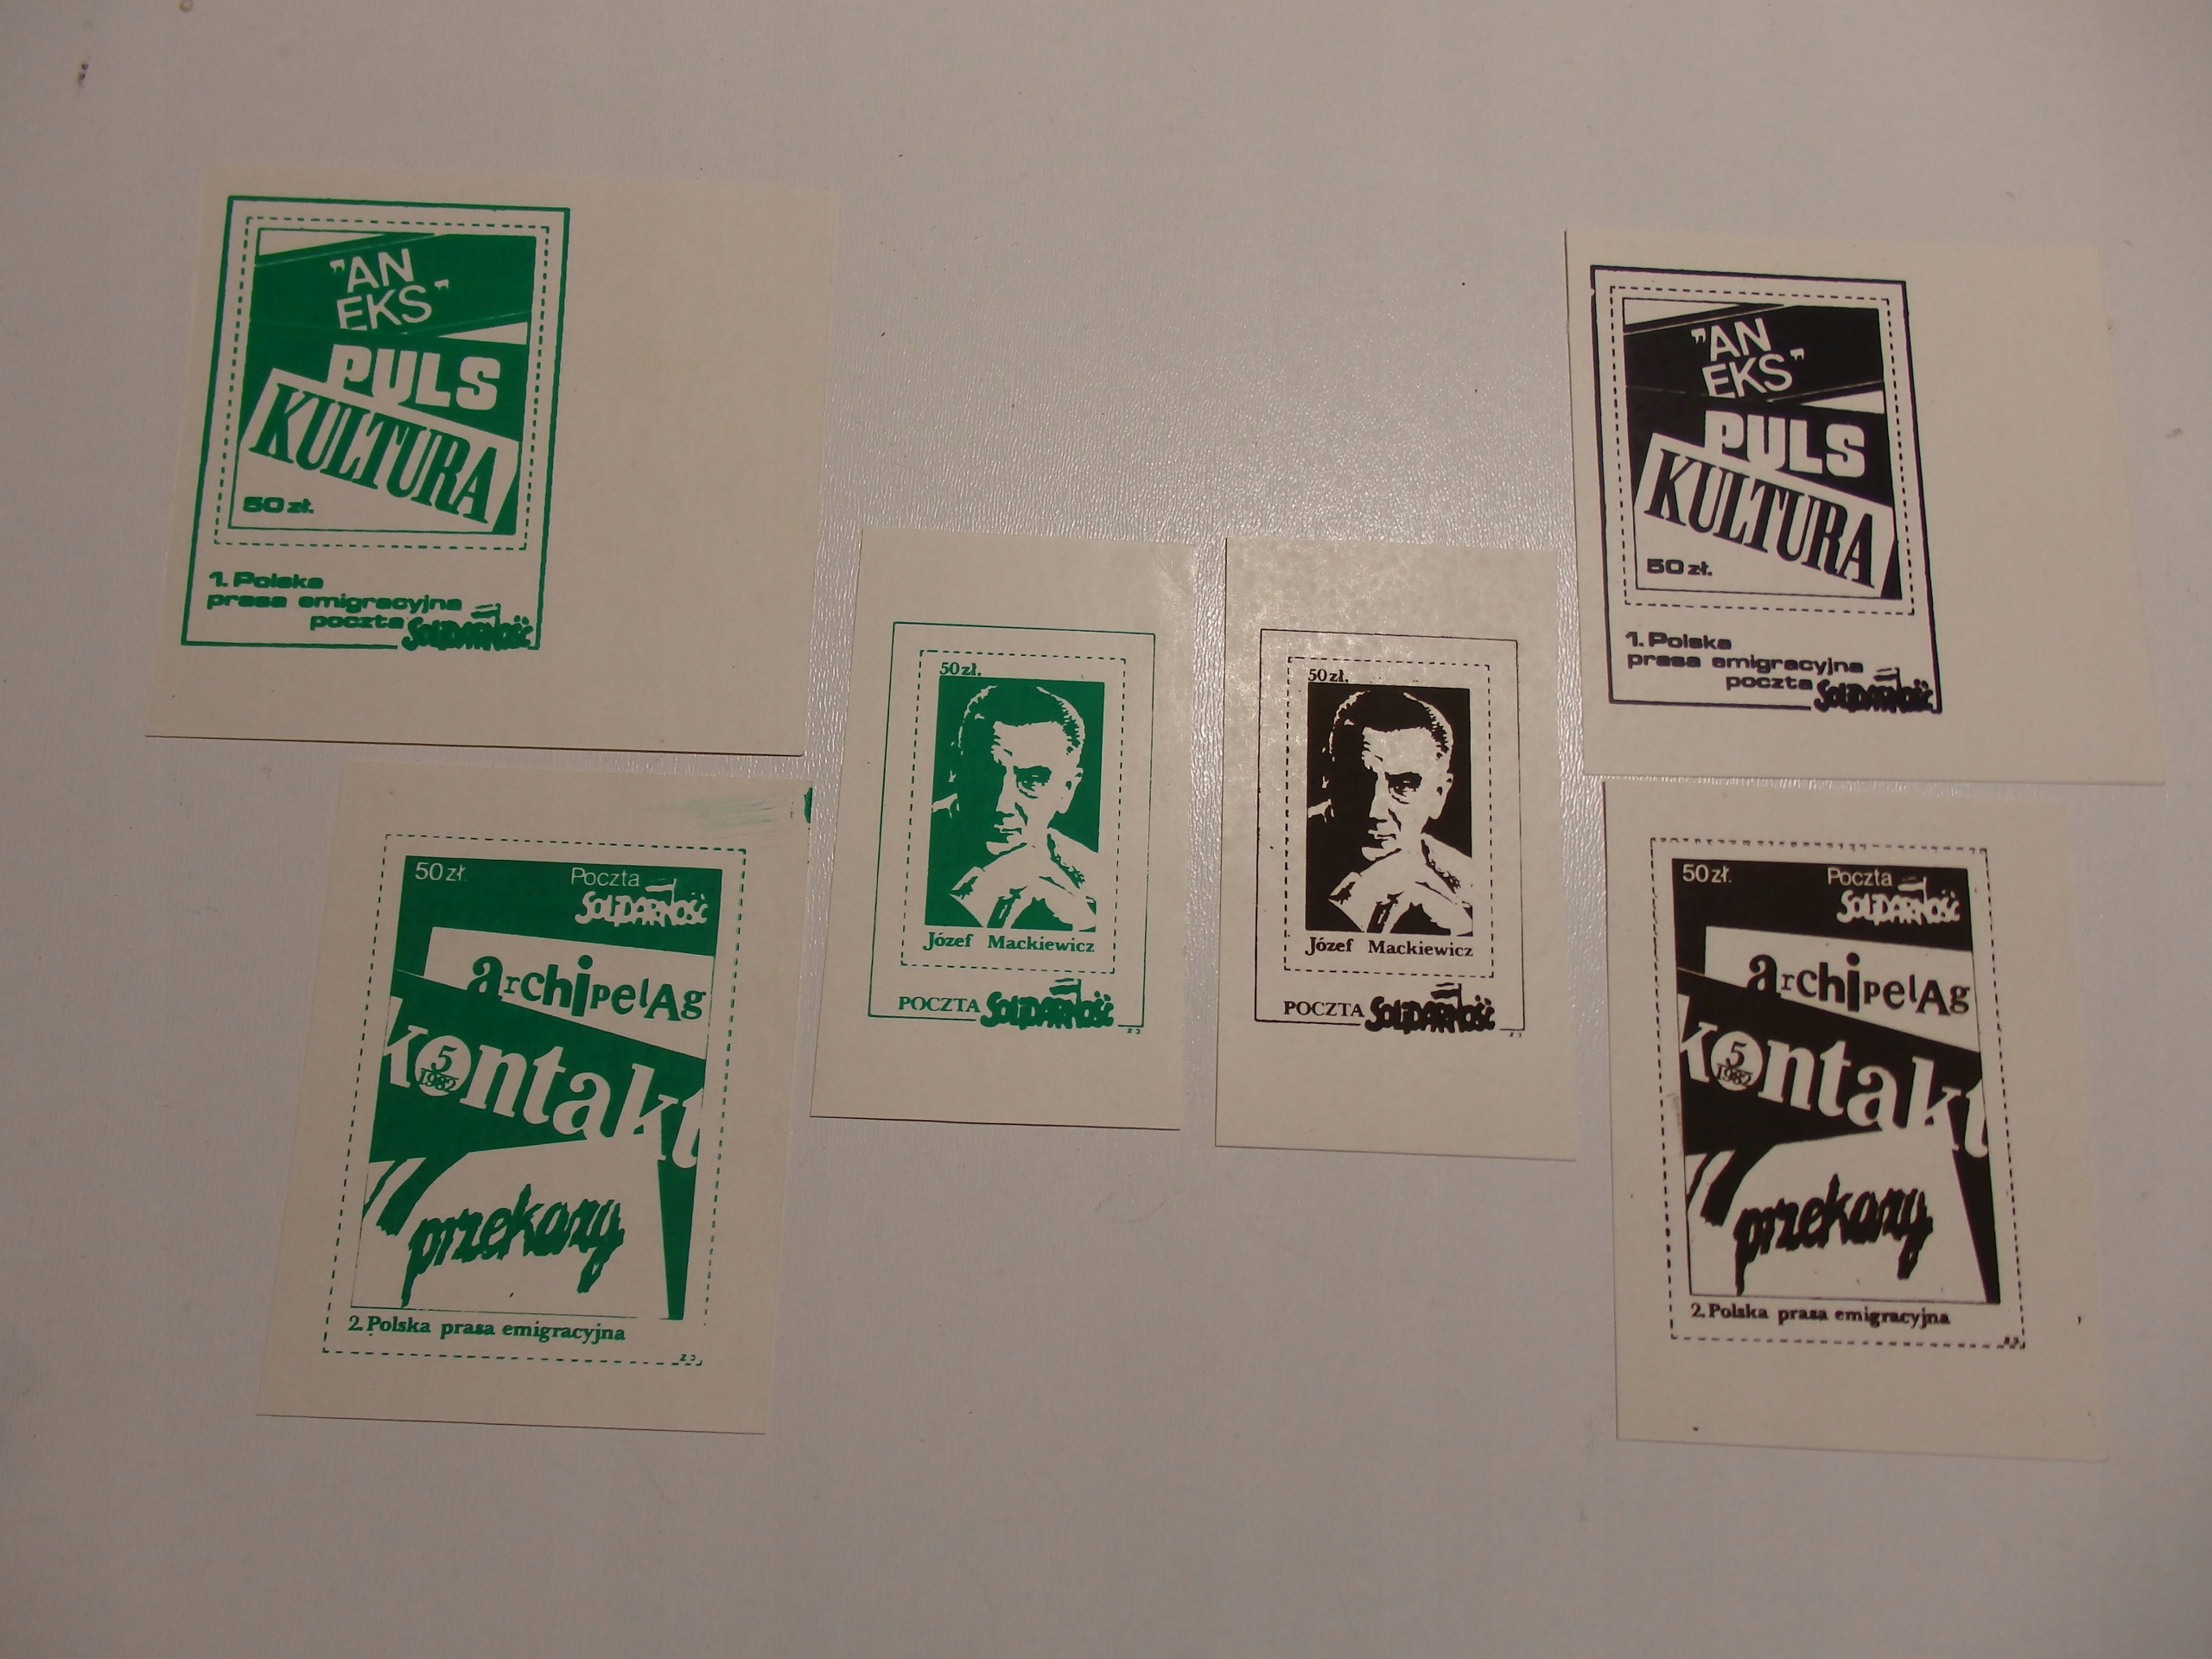 "AN
EKS"
PULS
KULTURA
50 zł.
1. Polska
prasa emigracyjna
poczta SOLIDARNOŚĆ
50 zł.
Poczta
SOLIDARNOŚĆ
archipelAg
kontakt
5
1982
przekazy
2. Polska prasa emigracyjna
50 zł.
Józef Mackiewicz
POCZTA SOLIDARNOŚĆ
50 zł.
Józef Mackiewicz
POCZTA SOLIDARNOŚĆ
"AN
EKS"
PULS
KULTURA
50 zł.
1. Polska
prasa emigracyjna
poczta SOLIDARNOŚĆ
50 zł.
Poczta
SOLIDARNOŚĆ
archipelAg
kontakt
5
1982
przekazy
2. Polska prasa emigracyjna